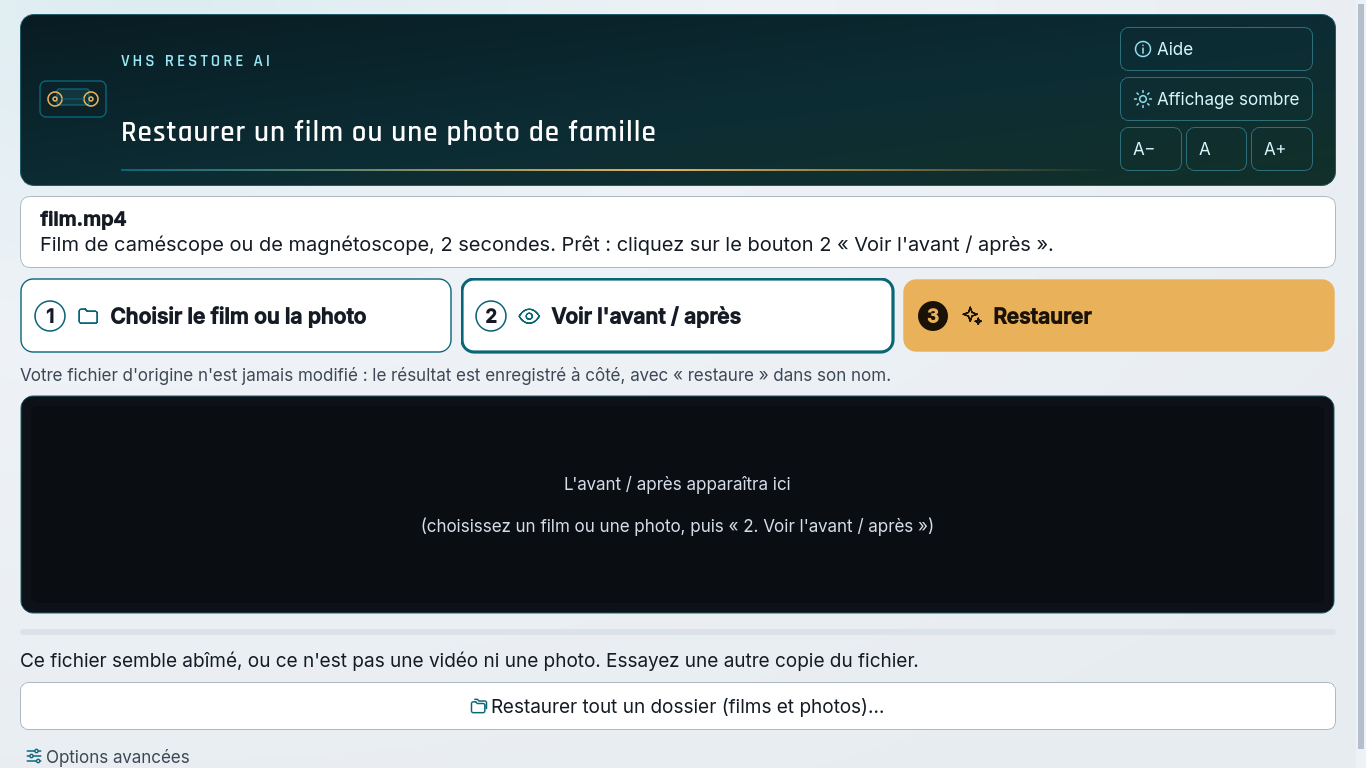 VHS RESTORE AI
Restaurer un film ou une photo de famille
Aide
Affichage sombre
A−
A
A+
film.mp4
Film de caméscope ou de magnétoscope, 2 secondes. Prêt : cliquez sur le bouton 2 « Voir l'avant / après ».
1 Choisir le film ou la photo
2 Voir l'avant / après
3 Restaurer
Votre fichier d'origine n'est jamais modifié : le résultat est enregistré à côté, avec « restaure » dans son nom.
L'avant / après apparaîtra ici
(choisissez un film ou une photo, puis « 2. Voir l'avant / après »)
Ce fichier semble abîmé, ou ce n'est pas une vidéo ni une photo. Essayez une autre copie du fichier.
Restaurer tout un dossier (films et photos)...
Options avancées